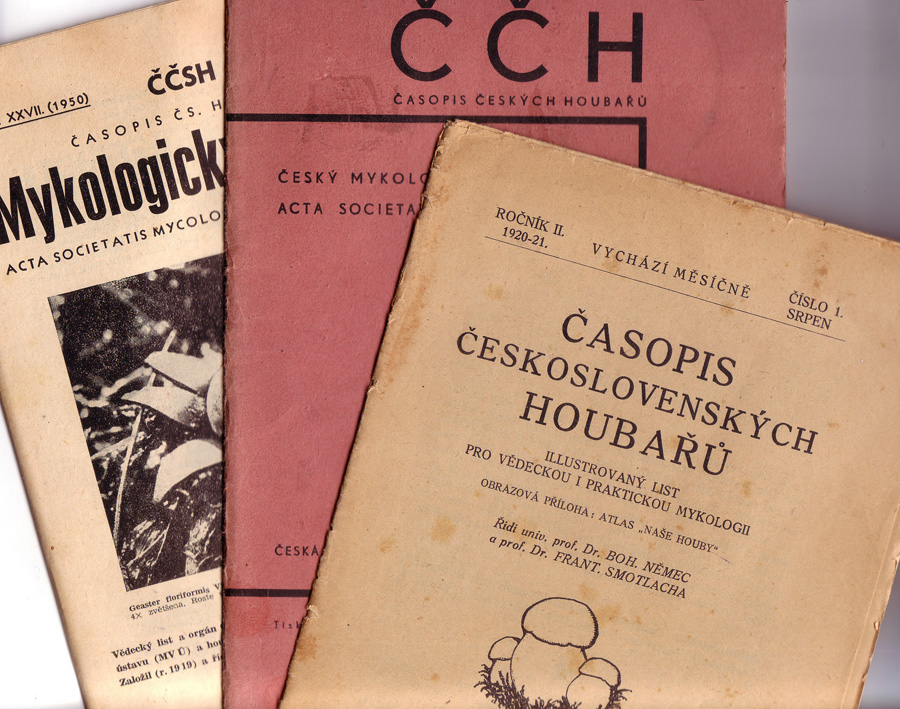 XXVII. (1950)
ČČSH
ČASOPIS ČS. H
Mykologick
ACTA SOCIETATIS MYCOLO
Geaster floriformis V
4× zvětšena. Roste
Vědecký list a orgán
ústavu (MVÚ) a hou
Založil (r. 1919) a ří
ČČH
ČASOPIS ČESKÝCH HOUBAŘŮ
ČESKÝ MYKOLO
ACTA SOCIETA
ČESKÁ
Tisk
ROČNÍK II.
1920-21.
VYCHÁZÍ MĚSÍČNĚ
ČÍSLO 1.
SRPEN
ČASOPIS
ČESKOSLOVENSKÝCH
HOUBAŘŮ
ILLUSTROVANÝ LIST
PRO VĚDECKOU I PRAKTICKOU MYKOLOGII
OBRAZOVÁ PŘÍLOHA: ATLAS „NAŠE HOUBY"
Řídí univ. prof. Dr. BOH. NĚMEC
a prof. Dr. FRANT. SMOTLACHA